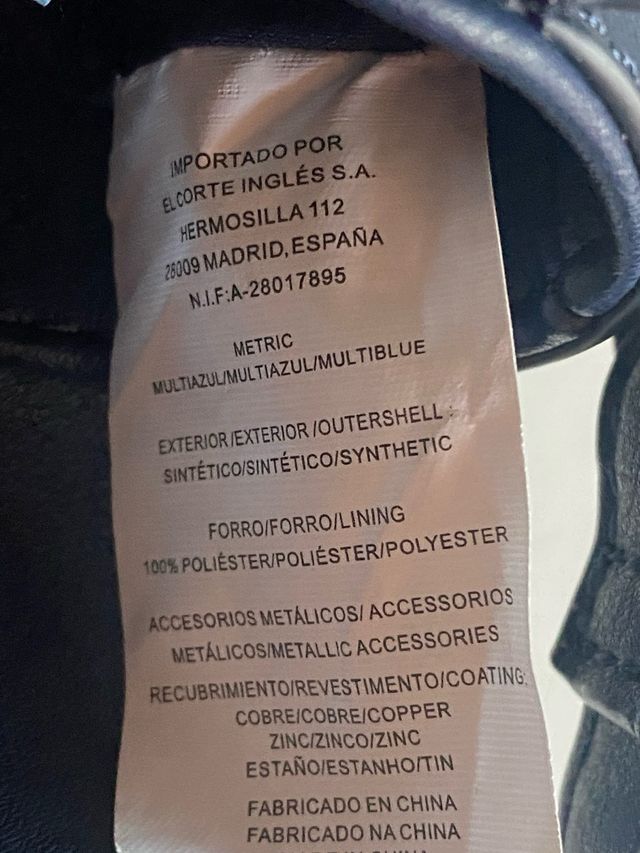 IMPORTADO POR
EL CORTE INGLÉS S.A.
HERMOSILLA 112
28009 MADRID, ESPAÑA
N.I.F:A-28017895
METRIC
MULTIAZUL/MULTIAZUL/MULTIBLUE
EXTERIOR/EXTERIOR/OUTERSHELL:
SINTÉTICO/SINTÉTICO/SYNTHETIC
FORRO/FORRO/LINING
100% POLIÉSTER/POLIÉSTER/POLYESTER
ACCESORIOS METÁLICOS/ ACCESSORIOS
METÁLICOS/METALLIC ACCESSORIES
RECUBRIMIENTO/REVESTIMENTO/COATING:
COBRE/COBRE/COPPER
ZINC/ZINCO/ZINC
ESTAÑO/ESTANHO/TIN
FABRICADO EN CHINA
FABRICADO NA CHINA